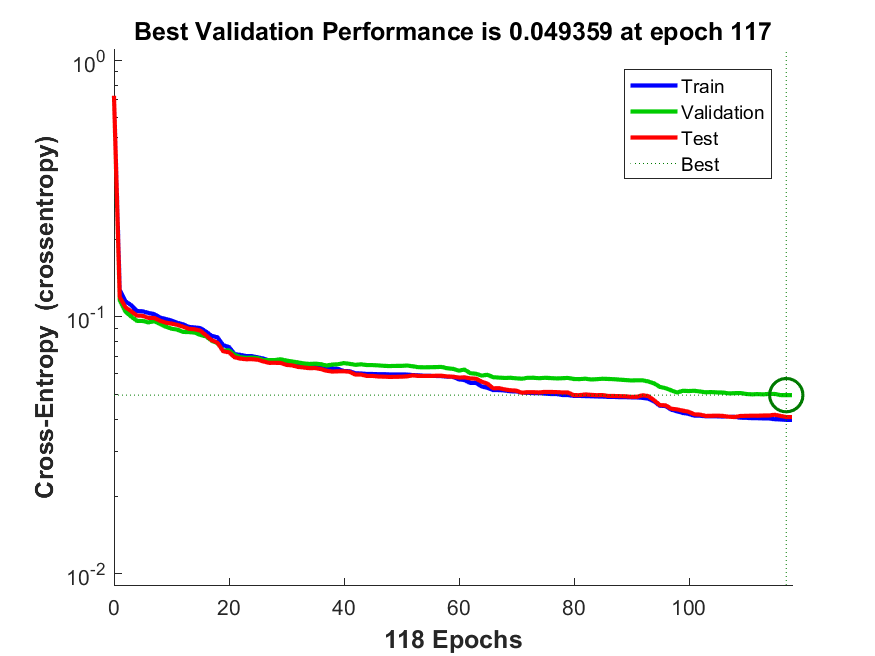 Best Validation Performance is 0.049359 at epoch 117
Cross-Entropy (crossentropy)
10^0
10^-1
10^-2
Train
Validation
Test
Best
0 20 40 60 80 100
118 Epochs